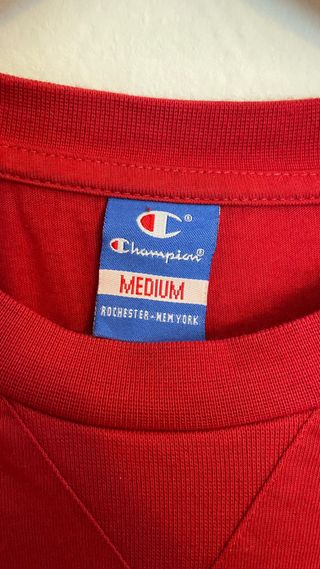 ®
Champion®
MEDIUM
ROCHESTER-NEW YORK